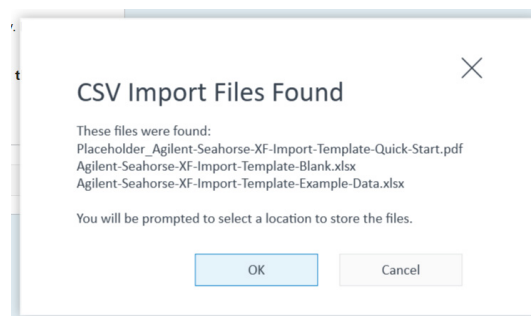 t
CSV Import Files Found
These files were found:
Placeholder_Agilent-Seahorse-XF-Import-Template-Quick-Start.pdf
Agilent-Seahorse-XF-Import-Template-Blank.xlsx
Agilent-Seahorse-XF-Import-Template-Example-Data.xlsx
You will be prompted to select a location to store the files.
OK
Cancel